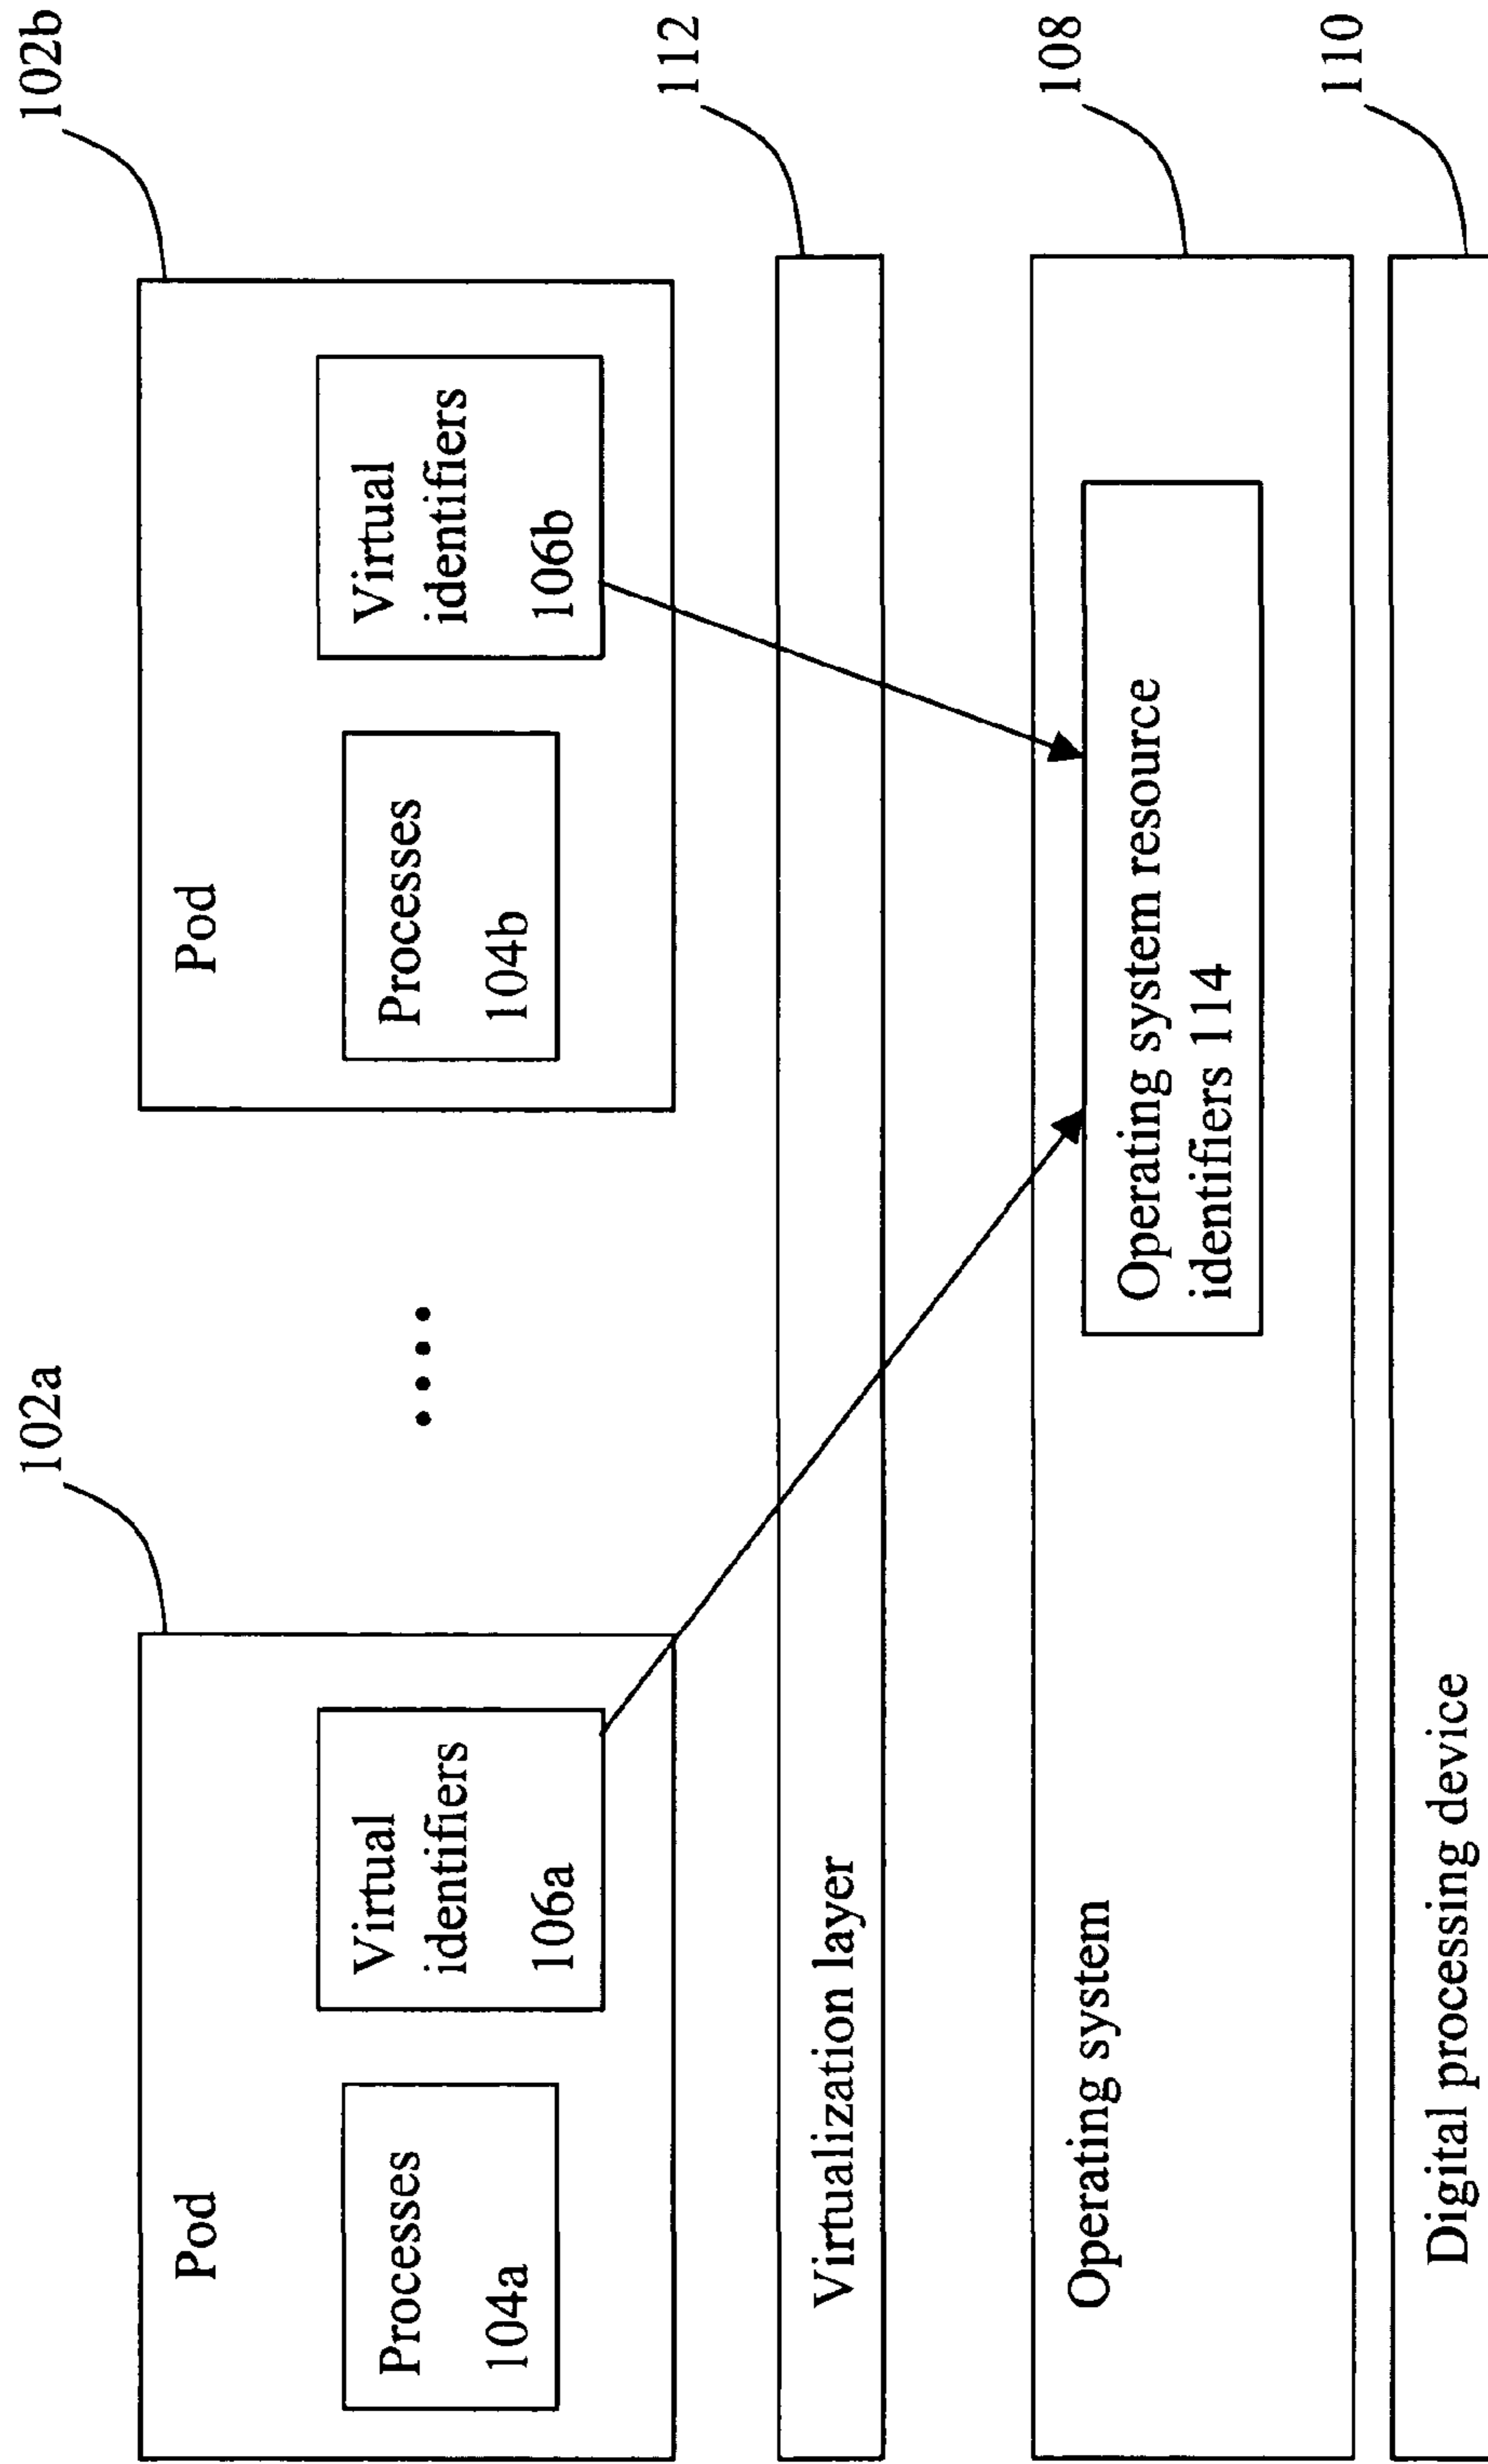 102a
102b
Pod
Pod
Processes
104a
Virtual
identifiers
106a
Processes
104b
Virtual
identifiers
106b
Virtualization layer
112
Operating system
Operating system resource
identifiers 114
108
Digital processing device
110